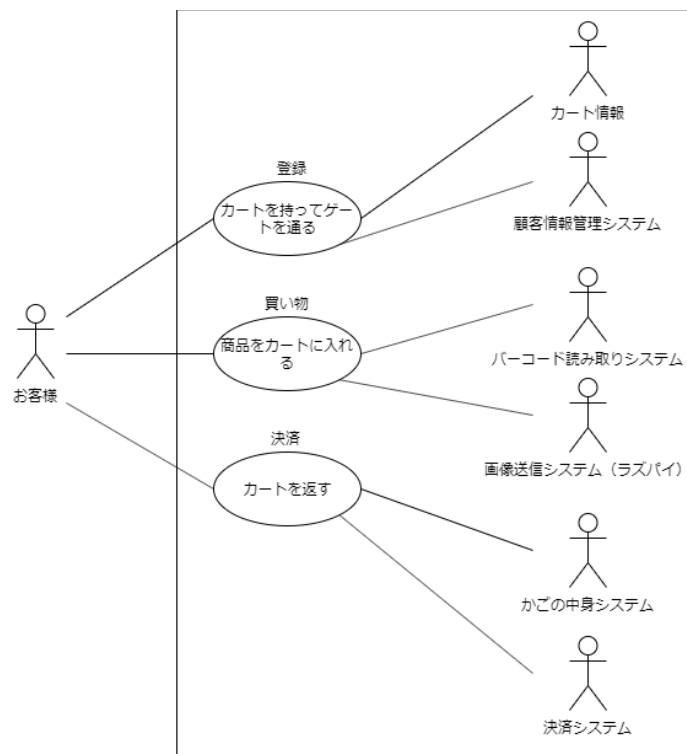 カート情報
登録
カートを持ってゲー
トを通る
顧客情報管理システム
買い物
商品をカートに入れ
る
バーコード読み取りシステム
お客様
決済
カートを返す
画像送信システム（ラズパイ）
かごの中身システム
決済システム